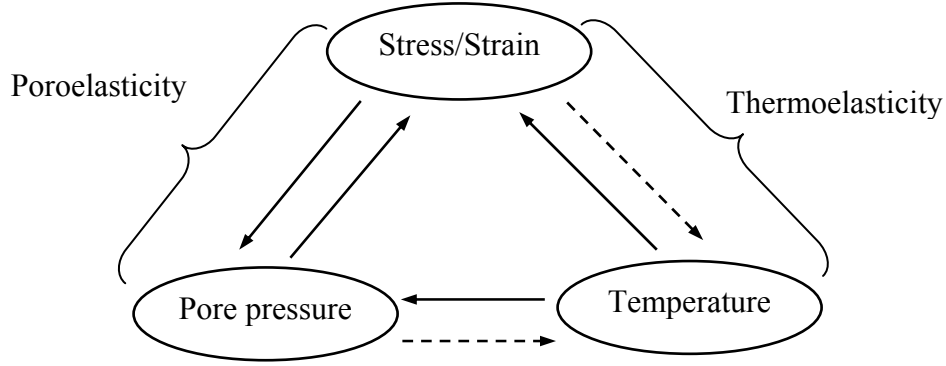 Stress/Strain
Poroelasticity
Thermoelasticity
Pore pressure
Temperature